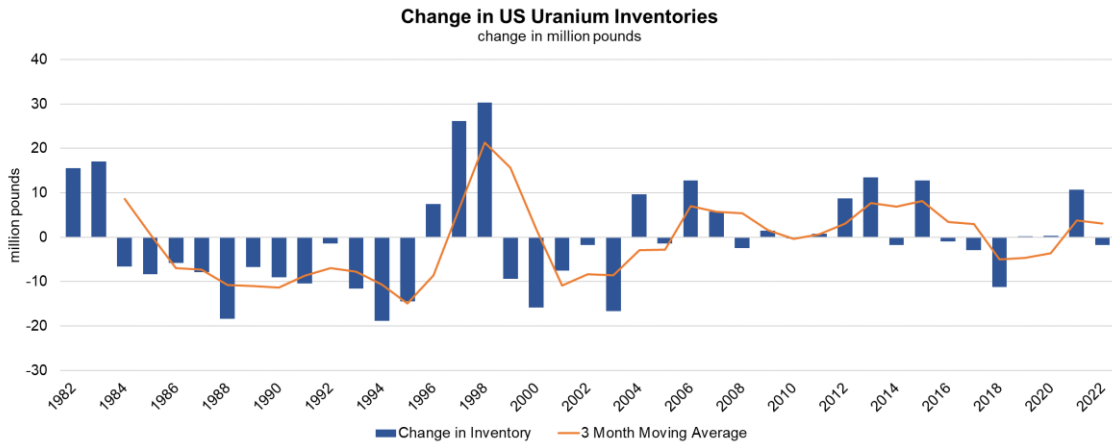 Change in US Uranium Inventories
change in million pounds
million pounds
40
30
20
10
0
-10
-20
-30
1982 1984 1986 1988 1990 1992 1994 1996 1998 2000 2002 2004 2006 2008 2010 2012 2014 2016 2018 2020 2022
Change in Inventory 3 Month Moving Average